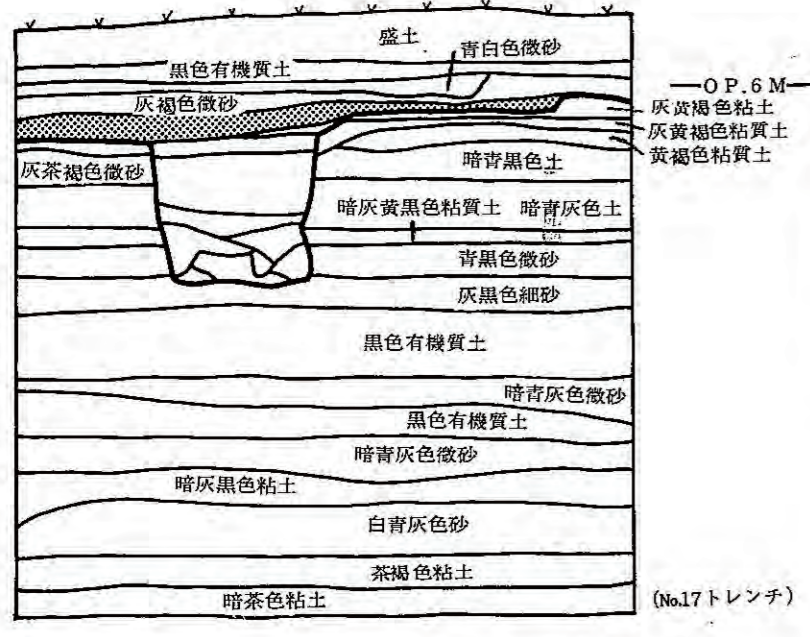 盛土
青白色微砂
黒色有機質土
—OP.6M—
灰褐色微砂
灰黄褐色粘土
灰黄褐色粘質土
黄褐色粘質土
暗青黒色土
灰茶褐色微砂
暗灰黄黒色粘質土
暗青灰色土
青黒色微砂
灰黒色細砂
黒色有機質土
暗青灰色微砂
黒色有機質土
暗青灰色微砂
暗灰黒色粘土
白青灰色砂
茶褐色粘土
暗茶色粘土
(No.17トレンチ)